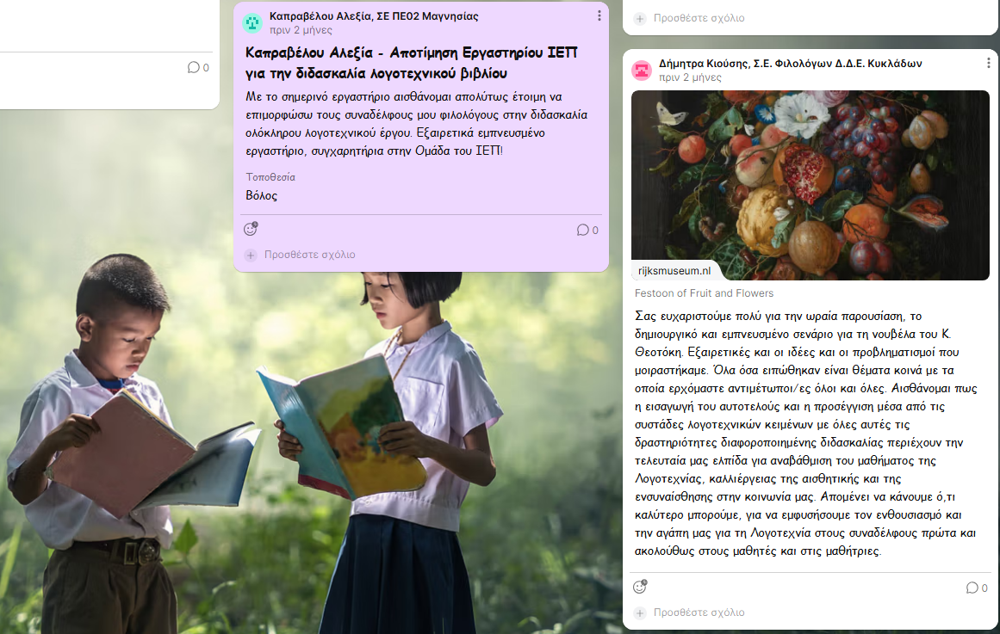 0
Καπραβέλου Αλεξία, ΣΕ ΠΕ02 Μαγνησίας
πριν 2 μήνες
Καπραβέλου Αλεξία - Αποτίμηση Εργαστηρίου ΙΕΠ
για την διδασκαλία λογοτεχνικού βιβλίου
Με το σημερινό εργαστήριο αισθάνομαι απολύτως έτοιμη να
επιμορφώσω τους συναδέλφους μου φιλολόγους στην διδασκαλία
ολόκληρου λογοτεχνικού έργου. Εξαιρετικά εμπνευσμένο
εργαστήριο, συγχαρητήρια στην Ομάδα του ΙΕΠ!
Τοποθεσία
Βόλος
0
Προσθέστε σχόλιο
Προσθέστε σχόλιο
Δήμητρα Κιούσης, Σ.Ε. Φιλολόγων Δ.Δ.Ε. Κυκλάδων
πριν 2 μήνες
rijksmuseum.nl
Festoon of Fruit and Flowers
Σας ευχαριστούμε πολύ για την ωραία παρουσίαση, το
δημιουργικό και εμπνευσμένο σενάριο για τη νουβέλα του Κ.
Θεοτόκη. Εξαιρετικές και οι ιδέες και οι προβληματισμοί που
μοιραστήκαμε. Όλα όσα ειπώθηκαν είναι θέματα κοινά με τα
οποία ερχόμαστε αντιμέτωποι/ες όλοι και όλες. Αισθάνομαι πως
η εισαγωγή του αυτοτελούς και η προσέγγιση μέσα από τις
συστάδες λογοτεχνικών κειμένων με όλες αυτές τις
δραστηριότητες διαφοροποιημένης διδασκαλίας περιέχουν την
τελευταία μας ελπίδα για αναβάθμιση του μαθήματος της
Λογοτεχνίας, καλλιέργειας της αισθητικής και της
ενσυναίσθησης στην κοινωνία μας. Απομένει να κάνουμε ό,τι
καλύτερο μπορούμε, για να εμφυσήσουμε τον ενθουσιασμό και
την αγάπη μας για τη Λογοτεχνία στους συναδέλφους πρώτα και
ακολούθως στους μαθητές και στις μαθήτριες.
0
Προσθέστε σχόλιο